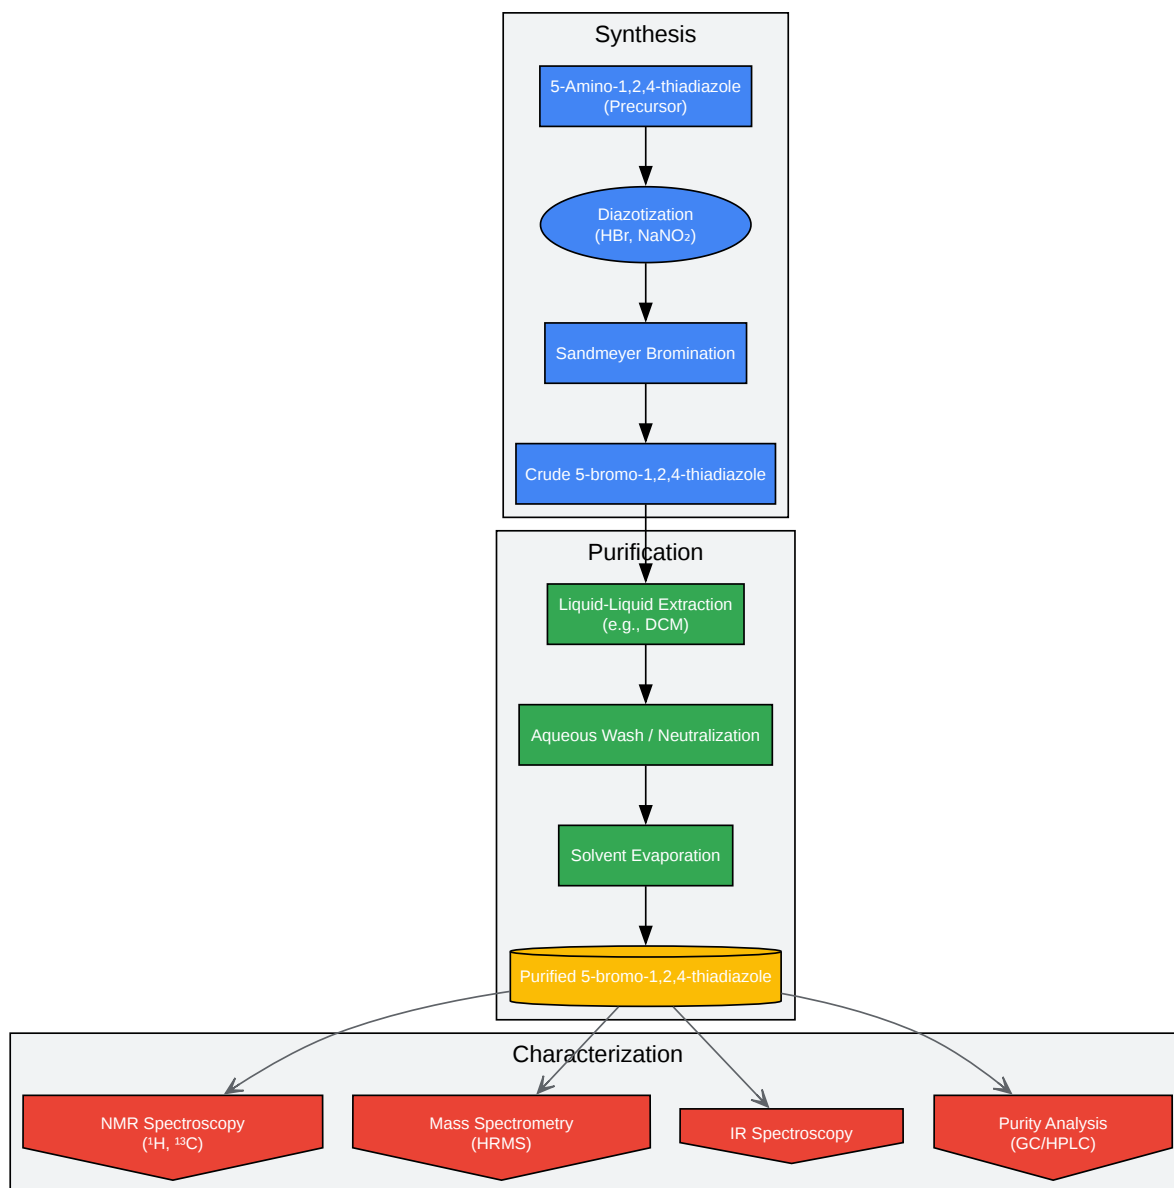 Synthesis
5-Amino-1,2,4-thiadiazole
(Precursor)
Diazotization
(HBr, NaNO₂)
Sandmeyer Bromination
Crude 5-bromo-1,2,4-thiadiazole
Purification
Liquid-Liquid Extraction
(e.g., DCM)
Aqueous Wash / Neutralization
Solvent Evaporation
Purified 5-bromo-1,2,4-thiadiazole
Characterization
NMR Spectroscopy
(¹H, ¹³C)
Mass Spectrometry
(HRMS)
IR Spectroscopy
Purity Analysis
(GC/HPLC)